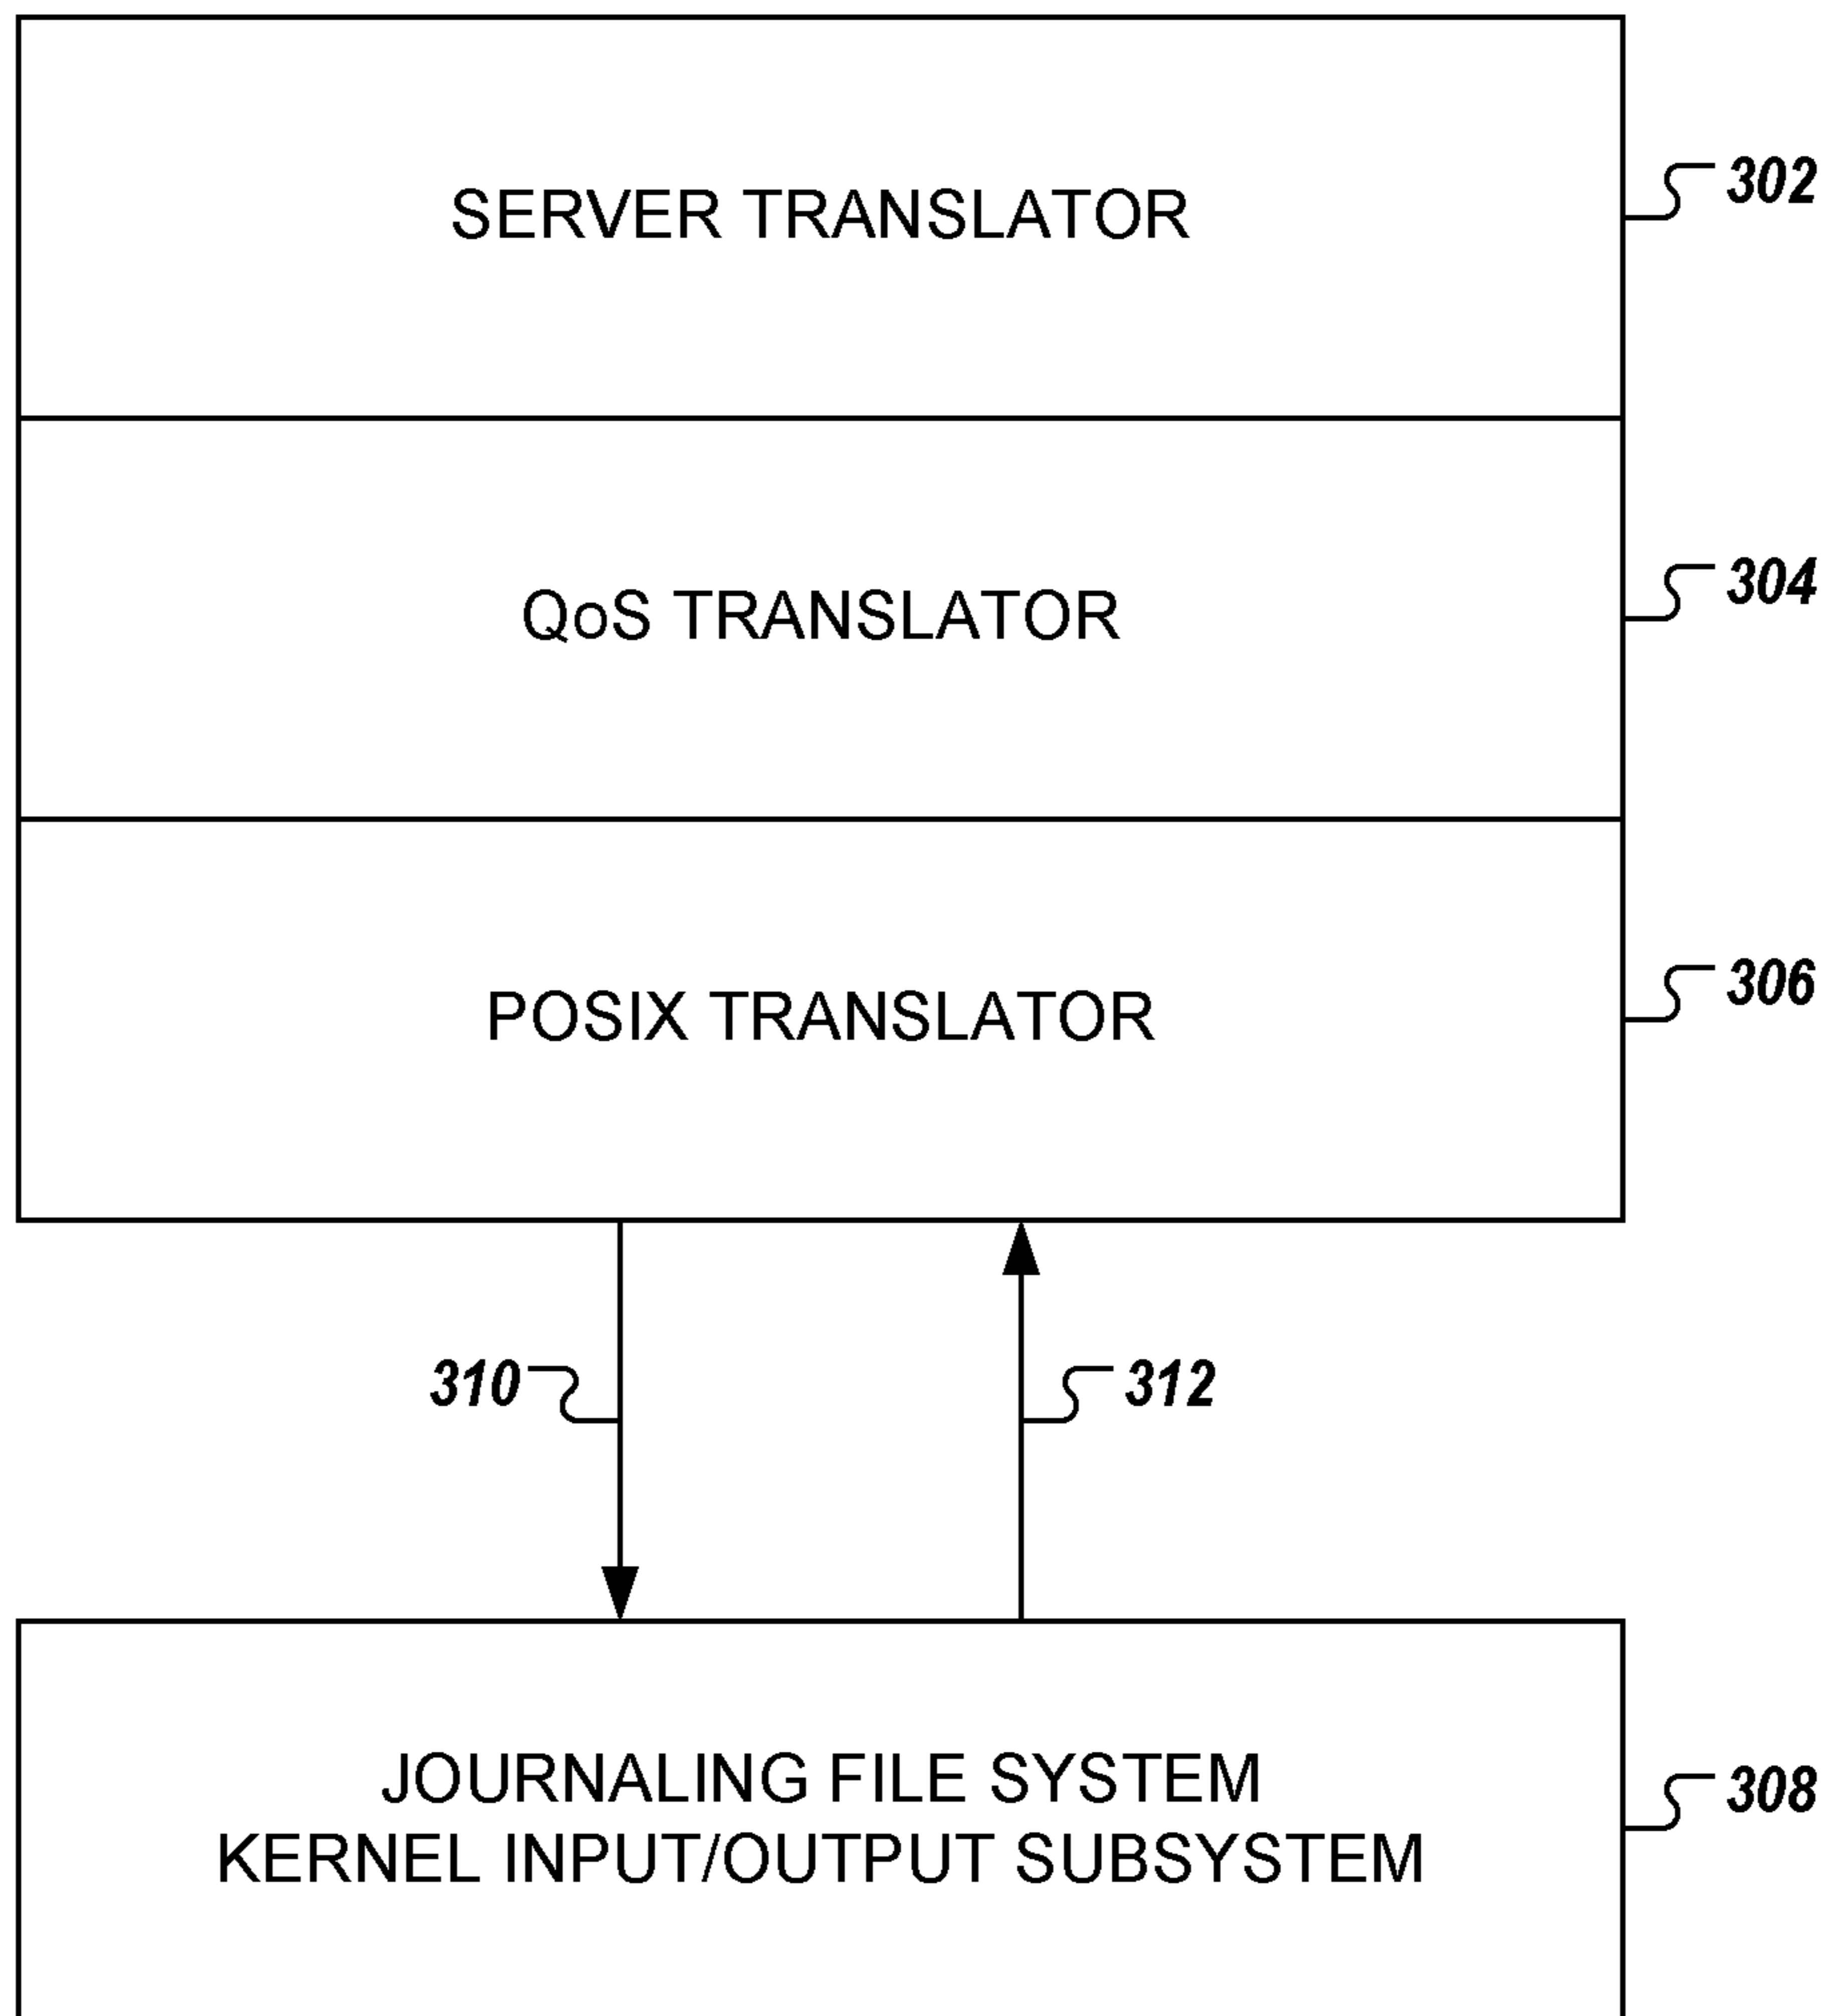 SERVER TRANSLATOR
302
QoS TRANSLATOR
304
POSIX TRANSLATOR
306
310
312
JOURNALING FILE SYSTEM
KERNEL INPUT/OUTPUT SUBSYSTEM
308